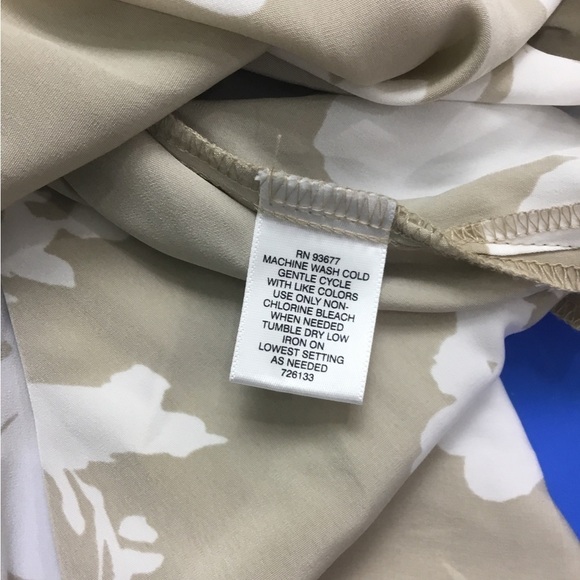 RN 93677
MACHINE WASH COLD
GENTLE CYCLE
WITH LIKE COLORS
USE ONLY NON-
CHLORINE BLEACH
WHEN NEEDED
TUMBLE DRY LOW
IRON ON
LOWEST SETTING
AS NEEDED
726133